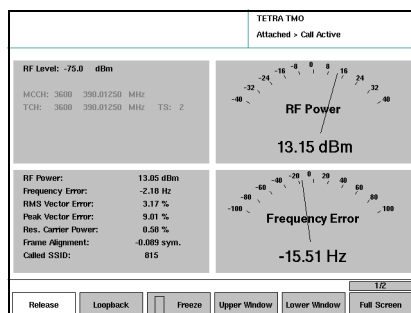 TETRA TMO
Attached > Call Active
RF Level: -75.0 dBm
MCCH: 3600 390.01250 MHz
TCH: 3600 390.01250 MHz TS: 2
-40 -32 -24 -16 -8 0 8 16 24 32 40
RF Power
13.15 dBm
RF Power: 13.05 dBm
Frequency Error: -2.18 Hz
RMS Vector Error: 3.17 %
Peak Vector Error: 9.01 %
Res. Carrier Power: 0.58 %
Frame Alignment: -0.089 sym.
Called SSID: 815
-100 -80 -60 -40 -20 0 20 40 60 80 100
Frequency Error
-15.51 Hz
1/2
Release Loopback Freeze Upper Window Lower Window Full Screen